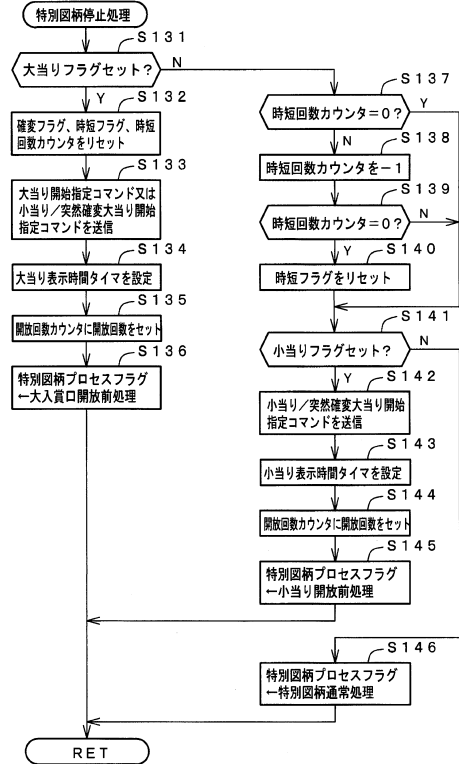 特別図柄停止処理
S131
大当りフラグセット？
N
Y
S132
確変フラグ、時短フラグ、時短
回数カウンタをリセット
S133
大当り開始指定コマンド又は
小当り／突然確変大当り開始
指定コマンドを送信
S134
大当り表示時間タイマを設定
S135
開放回数カウンタに開放回数をセット
S136
特別図柄プロセスフラグ
←大入賞口開放前処理
S137
時短回数カウンタ＝0？
Y
N
S138
時短回数カウンタを－1
S139
時短回数カウンタ＝0？
N
Y
S140
時短フラグをリセット
S141
小当りフラグセット？
N
Y
S142
小当り／突然確変大当り開始
指定コマンドを送信
S143
小当り表示時間タイマを設定
S144
開放回数カウンタに開放回数をセット
S145
特別図柄プロセスフラグ
←小当り開放前処理
S146
特別図柄プロセスフラグ
←特別図柄通常処理
RET